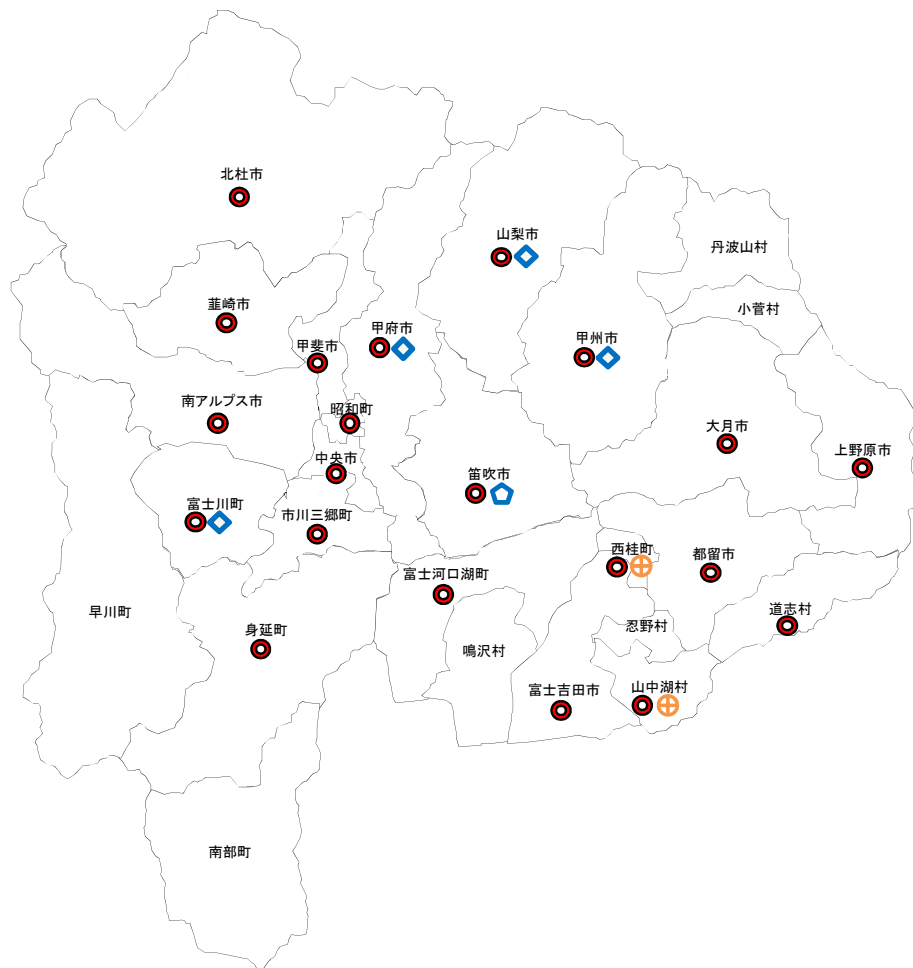 北杜市
山梨市
丹波山村
韮崎市
小菅村
甲府市
甲州市
甲斐市
南アルプス市
昭和町
大月市
上野原市
中央市
笛吹市
富士川町
市川三郷町
西桂町
都留市
富士河口湖町
早川町
道志村
忍野村
身延町
鳴沢村
富士吉田市
山中湖村
南部町